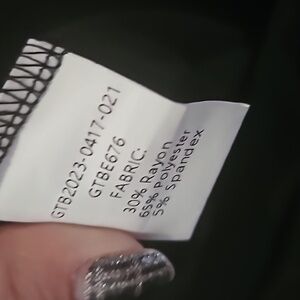 GTB2023-0417-021
GTBE676
FABRIC:
30% Rayon
65% Polyester
5% Spandex